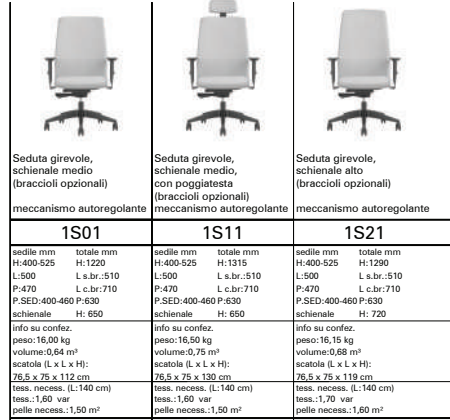 Seduta girevole,
schienale medio
(braccioli opzionali)
meccanismo autoregolante
1S01
sedile mm totale mm
H:400-525 H:1220
L:500 L s.br.:510
P:470 L c.br:710
P.SED:400-460 P:630
schienale H: 650
info su confez.
peso:16,00 kg
volume:0,64 m³
scatola (L x L x H):
76,5 x 75 x 112 cm
tess. necess. (L:140 cm)
tess.:1,60 var
pelle necess.:1,50 m²
Seduta girevole,
schienale medio,
con poggiatesta
(braccioli opzionali)
meccanismo autoregolante
1S11
sedile mm totale mm
H:400-525 H:1315
L:500 L s.br.:510
P:470 L c.br:710
P.SED:400-460 P:630
schienale H: 650
info su confez.
peso:16,50 kg
volume:0,75 m³
scatola (L x L x H):
76,5 x 75 x 130 cm
tess. necess. (L:140 cm)
tess.:1,60 var
pelle necess.:1,50 m²
Seduta girevole,
schienale alto
(braccioli opzionali)
meccanismo autoregolante
1S21
sedile mm totale mm
H:400-525 H:1290
L:500 L s.br.:510
P:470 L c.br:710
P.SED:400-460 P:630
schienale H: 720
info su confez.
peso:16,15 kg
volume:0,68 m³
scatola (L x L x H):
76,5 x 75 x 119 cm
tess. necess. (L:140 cm)
tess.:1,70 var
pelle necess.:1,60 m²